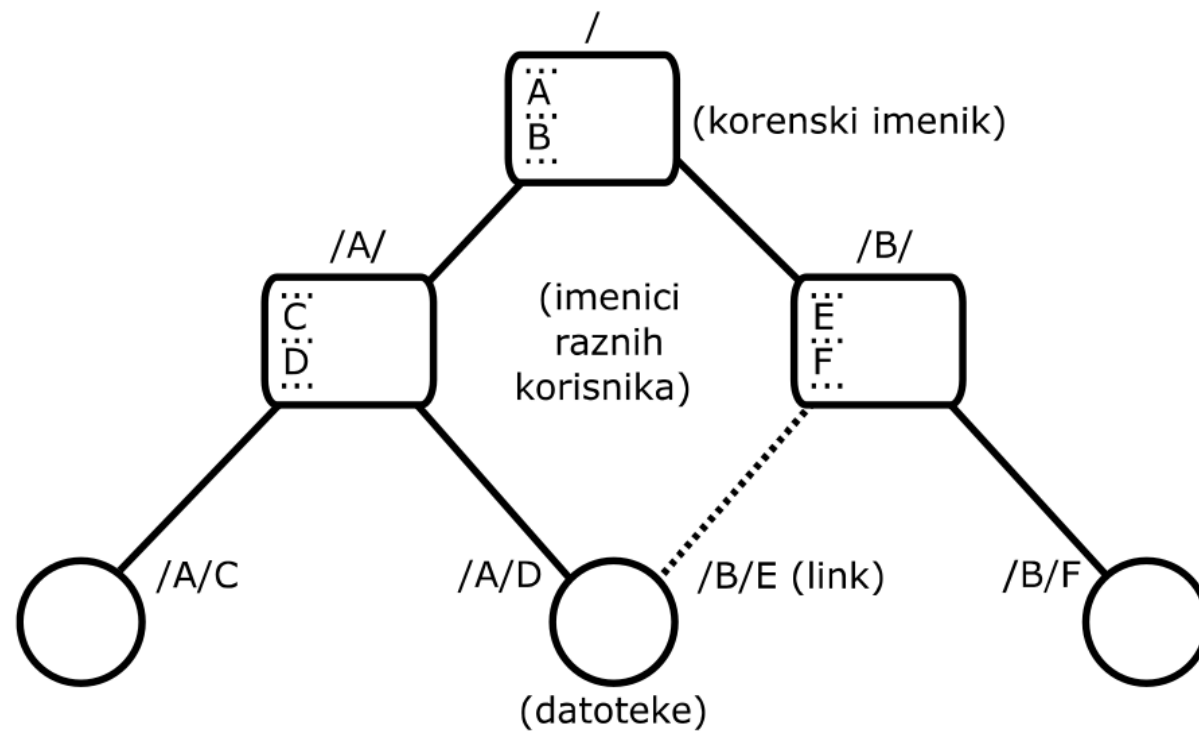 /
...
A
...
B
...
(korenski imenik)
/A/
/B/
...
C
...
D
...
(imenici
raznih
korisnika)
...
E
...
F
...
/A/C
/A/D
/B/E (link)
/B/F
(datoteke)